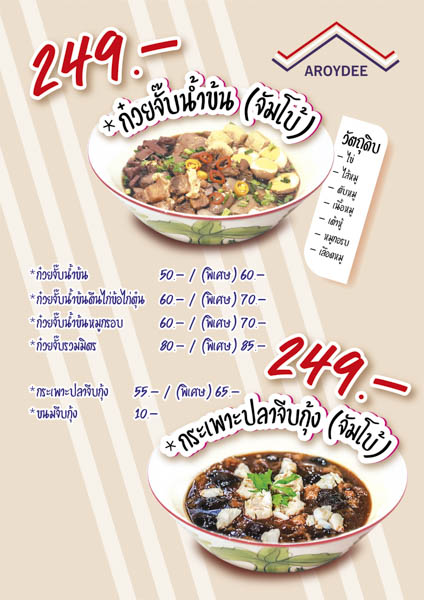 249.-
AROYDEE
*ก๋วยจั๊บน้ำข้น (จัมโบ้)
วัตถุดิบ
- ไข่
- ไส้หมู
- ตับหมู
- เนื้อหมู
- เต้าหู้
- หมูกรอบ
- เลือดหมู
*ก๋วยจั๊บน้ำข้น 50.- / (พิเศษ) 60.-
*ก๋วยจั๊บน้ำข้นตีนไก่ข้อไก่ตุ๋น 60.- / (พิเศษ) 70.-
*ก๋วยจั๊บน้ำข้นหมูกรอบ 60.- / (พิเศษ) 70.-
*ก๋วยจั๊บรวมมิตร 80.- / (พิเศษ) 85.-
249.-
*กระเพาะปลาจีบกุ้ง 55.- / (พิเศษ) 65.-
*ขนมจีบกุ้ง 10.-
*กระเพาะปลาจีบกุ้ง (จัมโบ้)